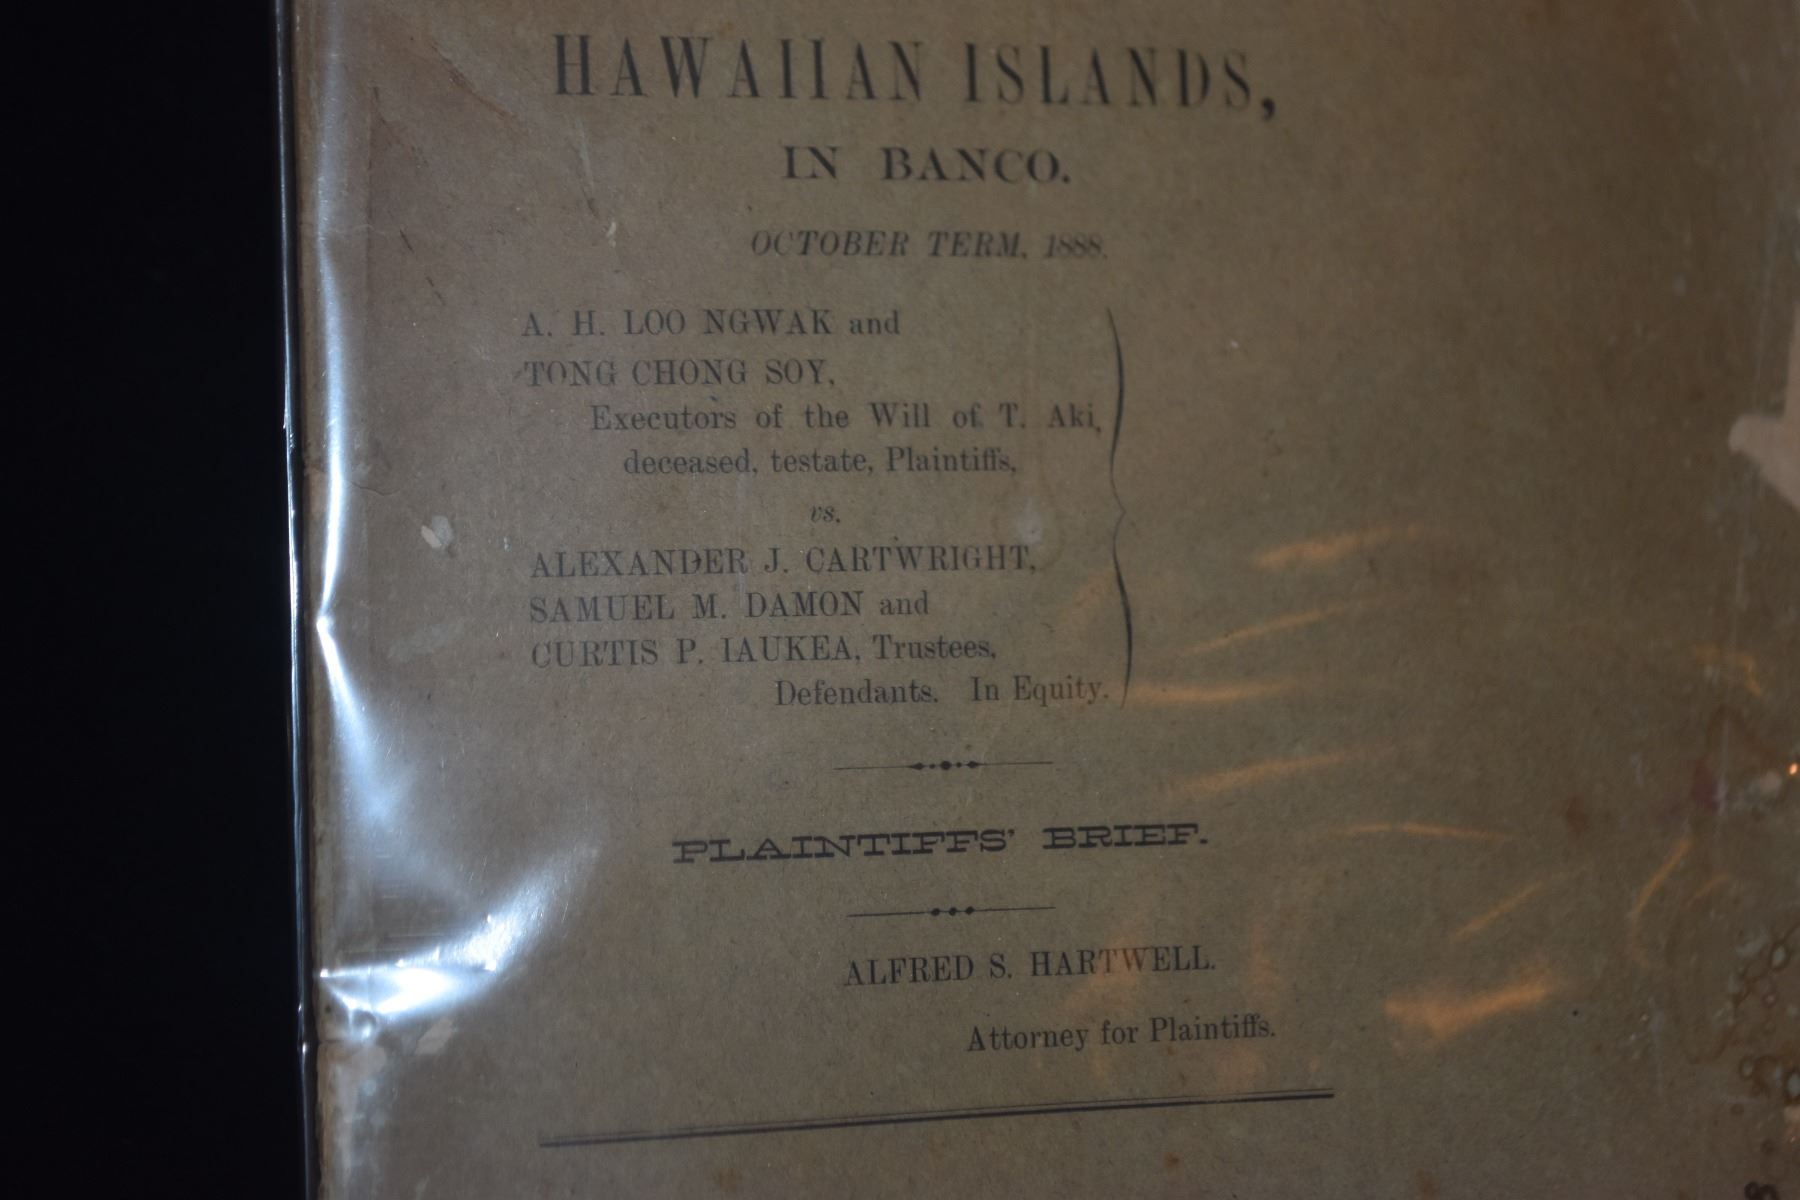 HAWAIIAN ISLANDS,
IN BANCO.
OCTOBER TERM, 1888.
A. H. LOO NGWAK and
TONG CHONG SOY,
Executors of the Will of T. Aki,
deceased, testate, Plaintiffs,
vs.
ALEXANDER J. CARTWRIGHT,
SAMUEL M. DAMON and
CURTIS P. IAUKEA, Trustees,
Defendants. In Equity.
PLAINTIFFS' BRIEF.
ALFRED S. HARTWELL.
Attorney for Plaintiffs.